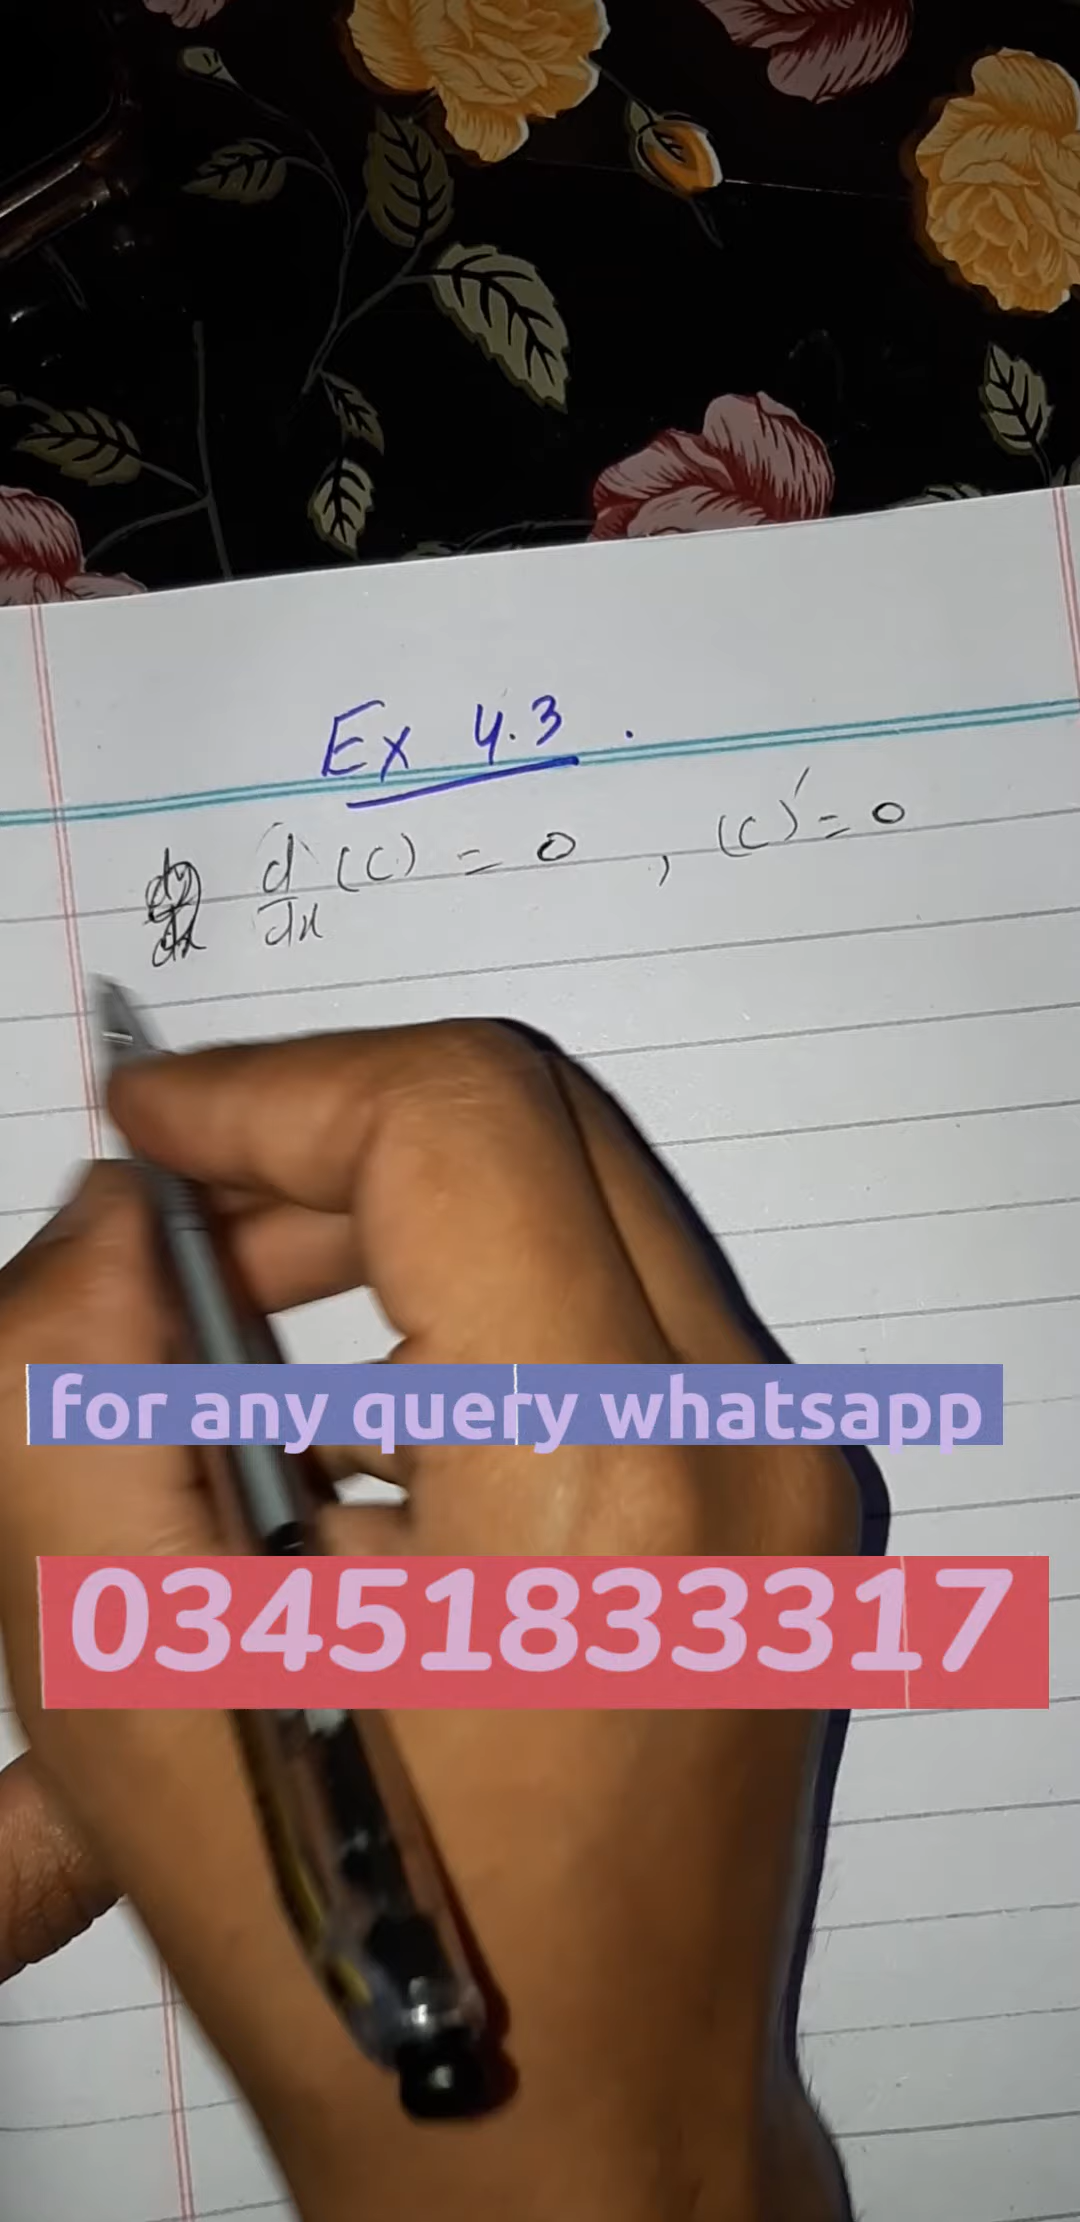 Ex 4.3 .
d/dx (c) = 0 , (c)' = 0
for any query whatsapp
03451833317